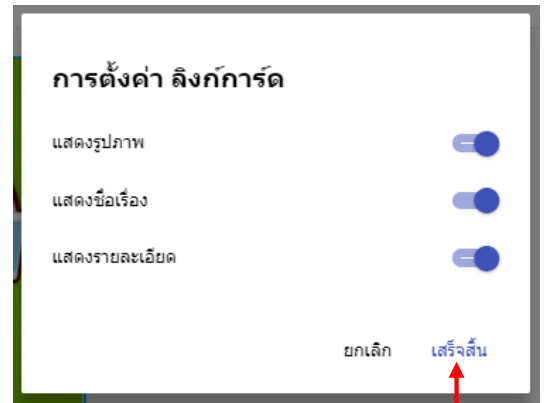 การตั้งค่า ลิงก์การ์ด
แสดงรูปภาพ
แสดงชื่อเรื่อง
แสดงรายละเอียด
ยกเลิก เสร็จสิ้น